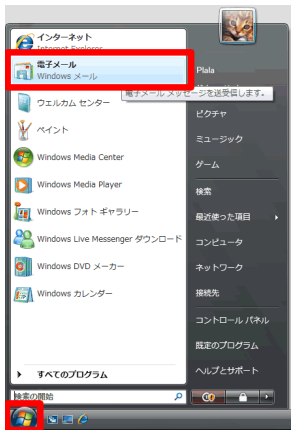 インターネット
Internet Explorer
電子メール
Windows メール
電子メール メッセージを送受信します。
ウェルカム センター
ペイント
Windows Media Center
Windows Media Player
Windows フォト ギャラリー
Windows Live Messenger ダウンロード
Windows DVD メーカー
Windows カレンダー
すべてのプログラム
検索の開始
Plala
ピクチャ
ミュージック
ゲーム
検索
最近使った項目
コンピュータ
ネットワーク
接続先
コントロール パネル
既定のプログラム
ヘルプとサポート